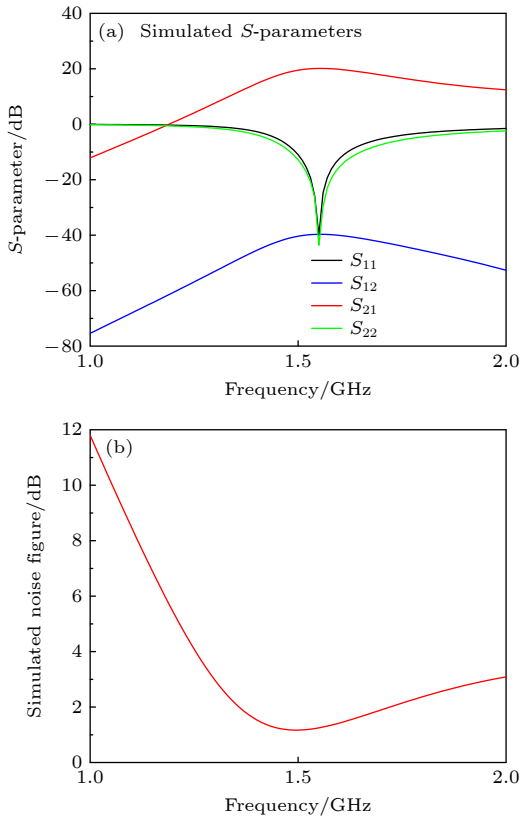 (a) Simulated S-parameters
S-parameter/dB
40
20
0
−20
−40
−60
−80
S11
S12
S21
S22
1.0 1.5 2.0
Frequency/GHz
(b)
Simulated noise figure/dB
12
10
8
6
4
2
0
1.0 1.5 2.0
Frequency/GHz